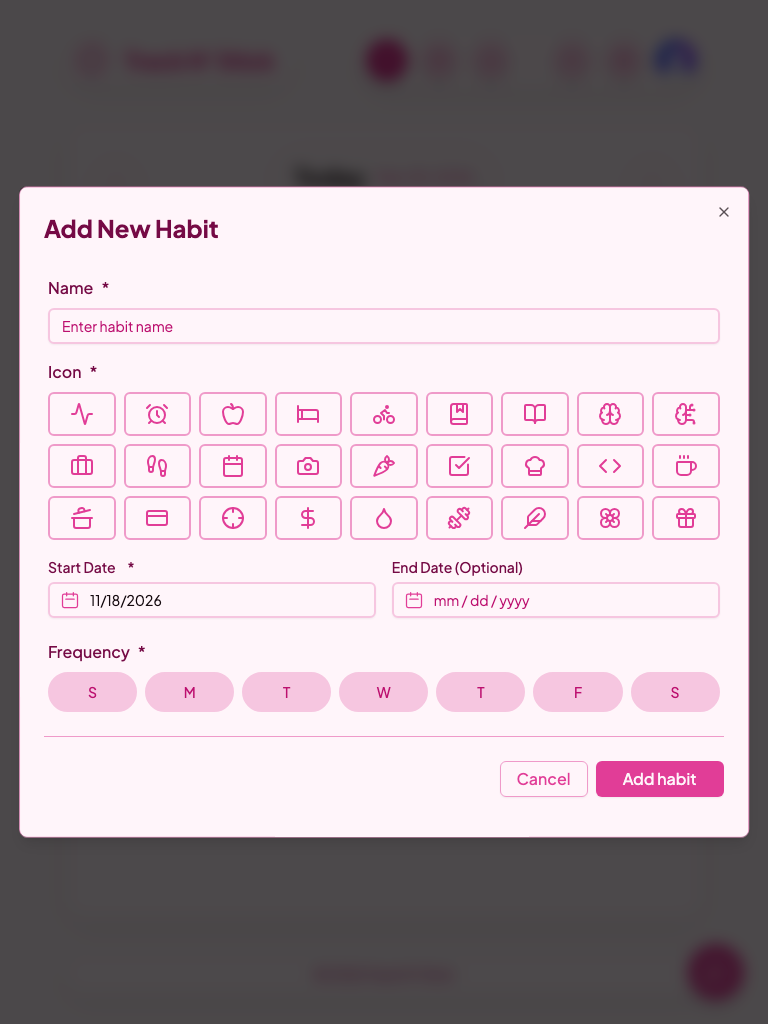 Add New Habit
Name *
Enter habit name
Icon *
Start Date * End Date (Optional)
11/18/2026 mm / dd / yyyy
Frequency *
S M T W T F S
Cancel Add habit